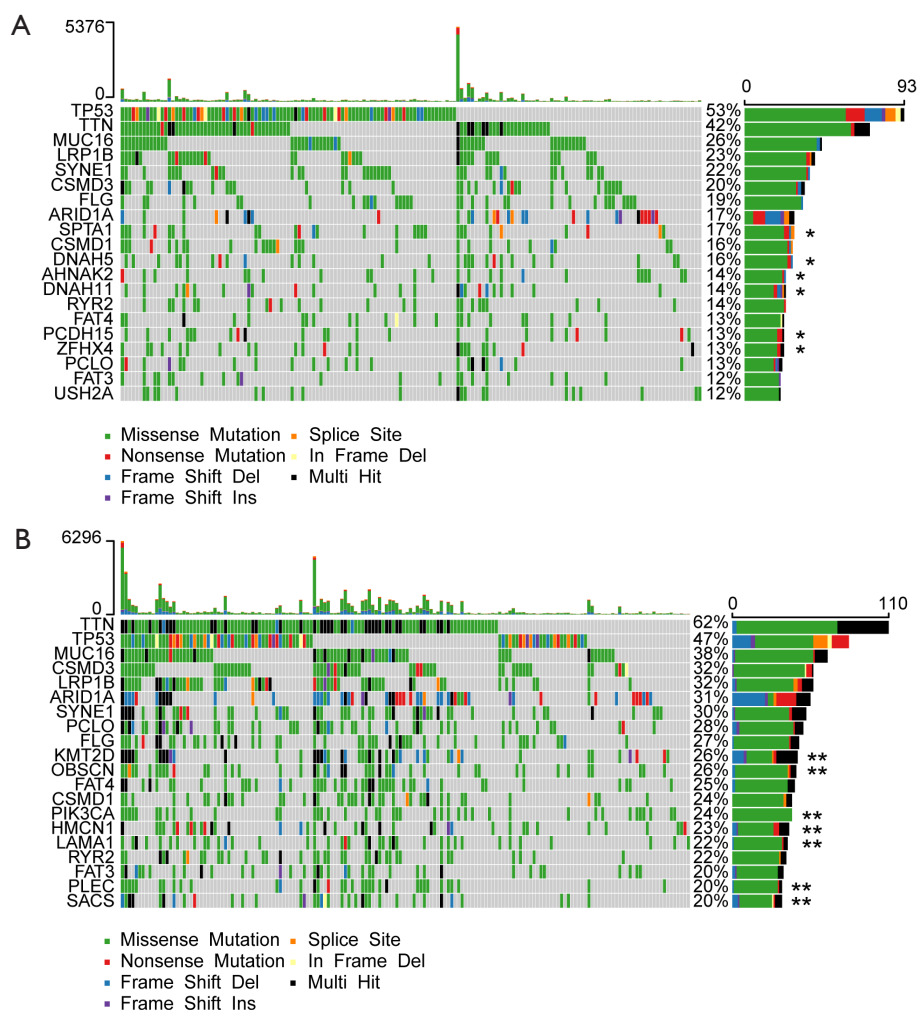 A
5376
0
0 93
TP53 53%
TTN 42%
MUC16 26%
LRP1B 23%
SYNE1 22%
CSMD3 20%
FLG 19%
ARID1A 17%
SPTA1 17% *
CSMD1 16%
DNAH5 16% *
AHNAK2 14% *
DNAH11 14% *
RYR2 14%
FAT4 13%
PCDH15 13% *
ZFHX4 13% *
PCLO 13%
FAT3 12%
USH2A 12%
Missense Mutation Splice Site
Nonsense Mutation In Frame Del
Frame Shift Del Multi Hit
Frame Shift Ins
B
6296
0
0 110
TTN 62%
TP53 47%
MUC16 38%
CSMD3 32%
LRP1B 32%
ARID1A 31%
SYNE1 30%
PCLO 28%
FLG 27%
KMT2D 26% **
OBSCN 26% **
FAT4 25%
CSMD1 24%
PIK3CA 24% **
HMCN1 23% **
LAMA1 22% **
RYR2 22%
FAT3 20%
PLEC 20% **
SACS 20% **
Missense Mutation Splice Site
Nonsense Mutation In Frame Del
Frame Shift Del Multi Hit
Frame Shift Ins